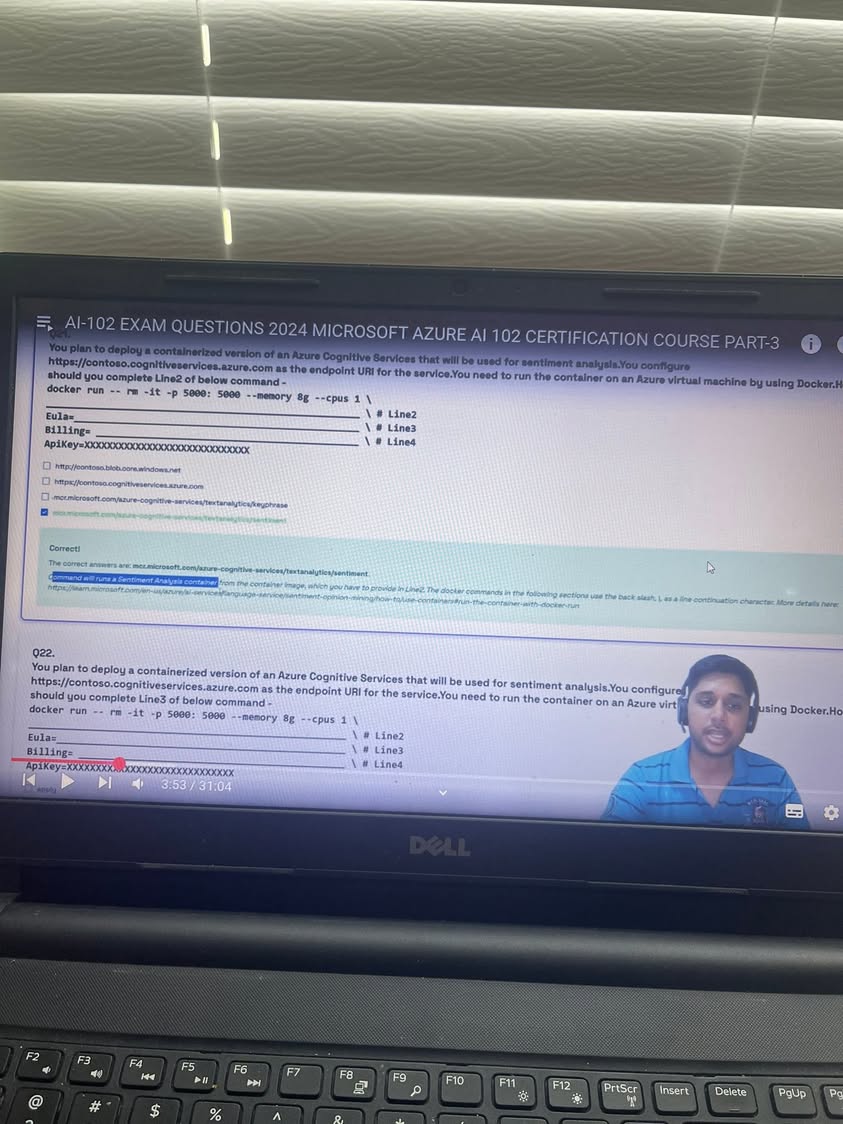 AI-102 EXAM QUESTIONS 2024 MICROSOFT AZURE AI 102 CERTIFICATION COURSE PART-3
Q21.
You plan to deploy a containerized version of an Azure Cognitive Services that will be used for sentiment analysis.You configure
https://contoso.cognitiveservices.azure.com as the endpoint URI for the service.You need to run the container on an Azure virtual machine by using Docker.H
should you complete Line2 of below command -
docker run -- rm -it -p 5000: 5000 --memory 8g --cpus 1 \
\ # Line2
Eula= \ # Line3
Billing= \ # Line4
ApiKey=XXXXXXXXXXXXXXXXXXXXXXXXXXXXXX
http://contoso.blob.core.windows.net
https://contoso.cognitiveservices.azure.com
mcr.microsoft.com/azure-cognitive-services/textanalytics/keyphrase
mcr.microsoft.com/azure-cognitive-services/textanalytics/sentiment
Correct!
The correct answers are: mcr.microsoft.com/azure-cognitive-services/textanalytics/sentiment
Command will runs a Sentiment Analysis container from the container image, which you have to provide in Line2. The docker commands in the following sections use the back slash, \, as a line continuation character. More details here:
https://learn.microsoft.com/en-us/azure/ai-services/language-service/sentiment-opinion-mining/how-to/use-containers#run-the-container-with-docker-run
Q22.
You plan to deploy a containerized version of an Azure Cognitive Services that will be used for sentiment analysis.You configure
https://contoso.cognitiveservices.azure.com as the endpoint URI for the service.You need to run the container on an Azure virt using Docker.Ho
should you complete Line3 of below command -
docker run -- rm -it -p 5000: 5000 --memory 8g --cpus 1 \
\ # Line2
Eula= \ # Line3
Billing= \ # Line4
ApiKey=XXXXXXXXXXXXXXXXXXXXXXXXXXXXXX
3:53 / 31:04
DELL
F2 F3 F4 F5 F6 F7 F8 F9 F10 F11 F12 PrtScr Insert Delete PgUp Pg
@ # $ % ^ & *